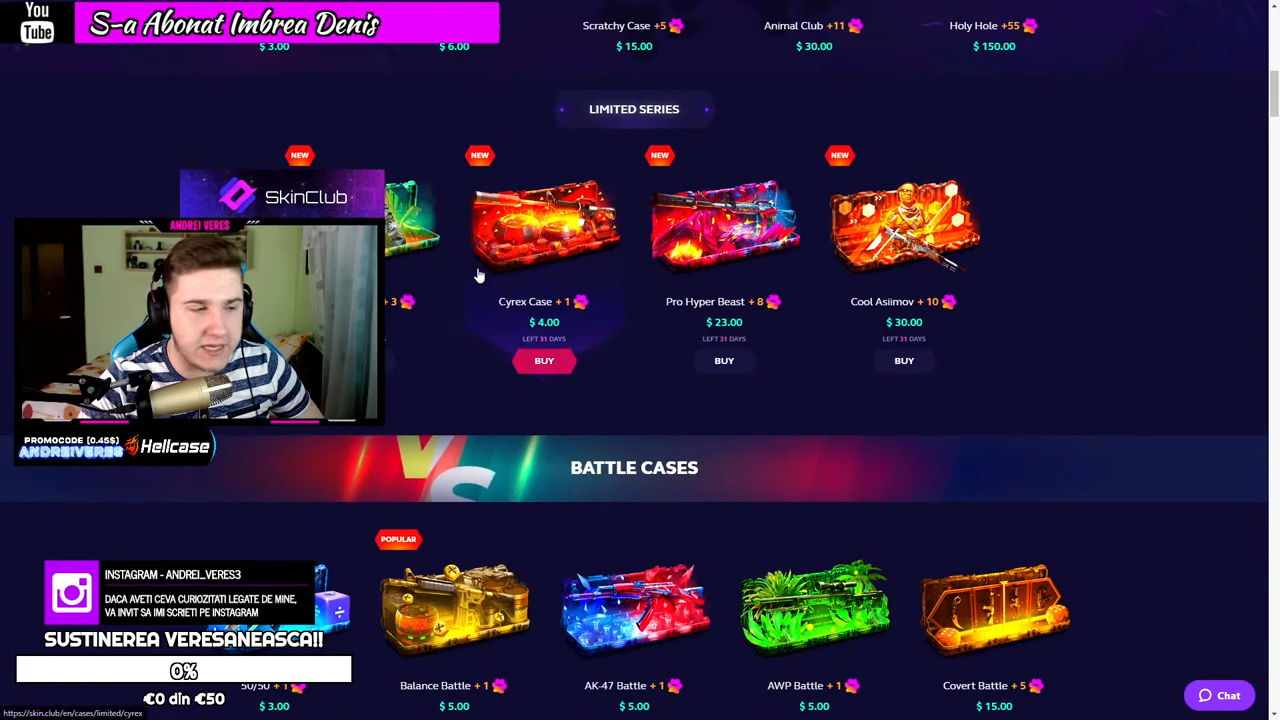 You
Tube
S-a Abonat Imbrea Denis
Scratchy Case +5
Animal Club +11
Holy Hole +55
$ 3.00
$ 6.00
$ 15.00
$ 30.00
$ 150.00
LIMITED SERIES
NEW
NEW
NEW
NEW
SkinClub
ANDREI VERES
+ 3
Cyrex Case + 1
Pro Hyper Beast + 8
Cool Asiimov + 10
$ 4.00
$ 23.00
$ 30.00
LEFT 31 DAYS
LEFT 31 DAYS
LEFT 31 DAYS
BUY
BUY
BUY
PROMOCODE [0.45$]
ANDREIVERES
Hellcase
VS
BATTLE CASES
POPULAR
INSTAGRAM - ANDREI_VERES3
DACA AVETI CEVA CURIOZITATI LEGATE DE MINE,
VA INVIT SA IMI SCRIETI PE INSTAGRAM
SUSTINEREA VERESANEASCA!!
0%
€0 din €50
50/50 + 1
Balance Battle + 1
AK-47 Battle + 1
AWP Battle + 1
Covert Battle + 5
$ 3.00
$ 5.00
$ 5.00
$ 5.00
$ 15.00
Chat
https://skin.club/en/cases/limited/cyrex